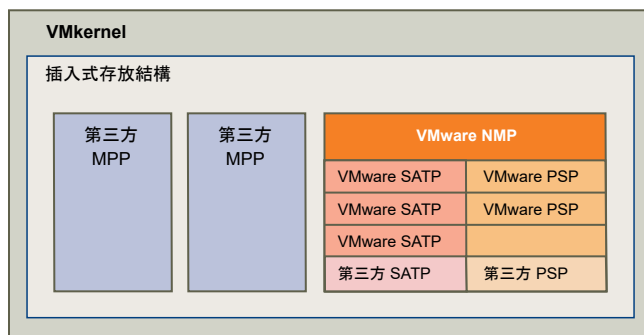 VMkernel
插入式存放結構
第三方
MPP
第三方
MPP
VMware NMP
VMware SATP
VMware PSP
VMware SATP
VMware PSP
VMware SATP
第三方 SATP
第三方 PSP